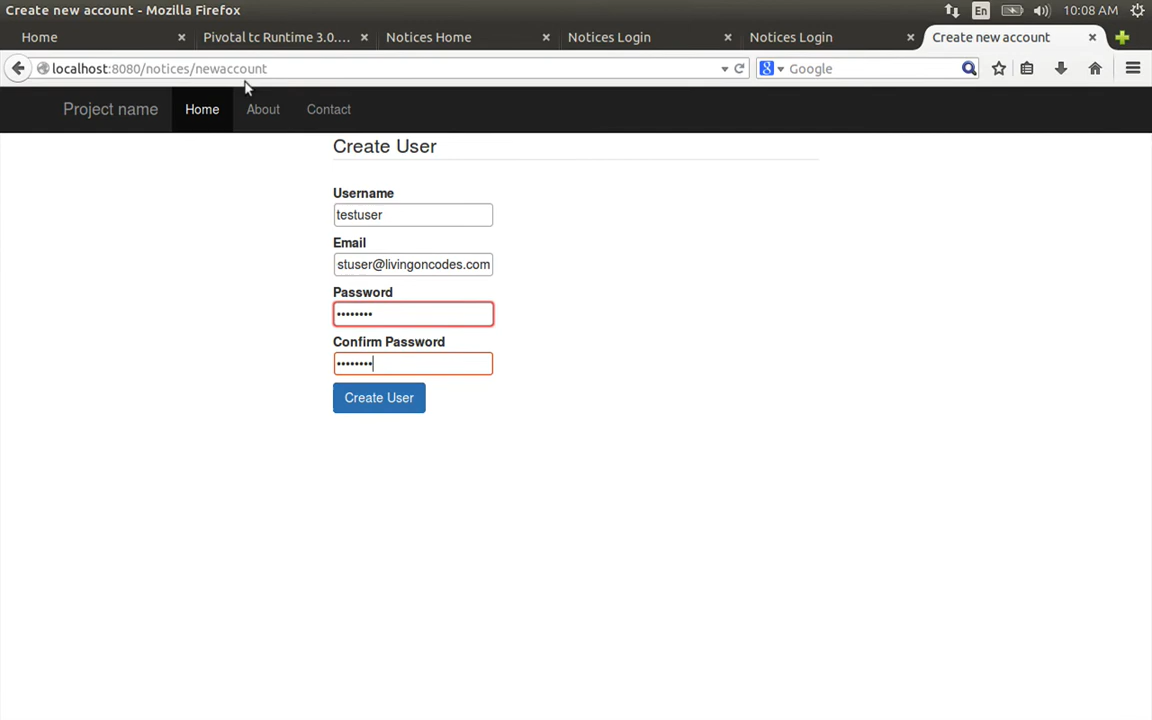 Create new account - Mozilla Firefox
En
10:08 AM
Home
Pivotal tc Runtime 3.0....
Notices Home
Notices Login
Notices Login
Create new account
localhost:8080/notices/newaccount
Google
Project name
Home
About
Contact
Create User
Username
testuser
Email
stuser@livingoncodes.com
Password
••••••••
Confirm Password
••••••••
Create User